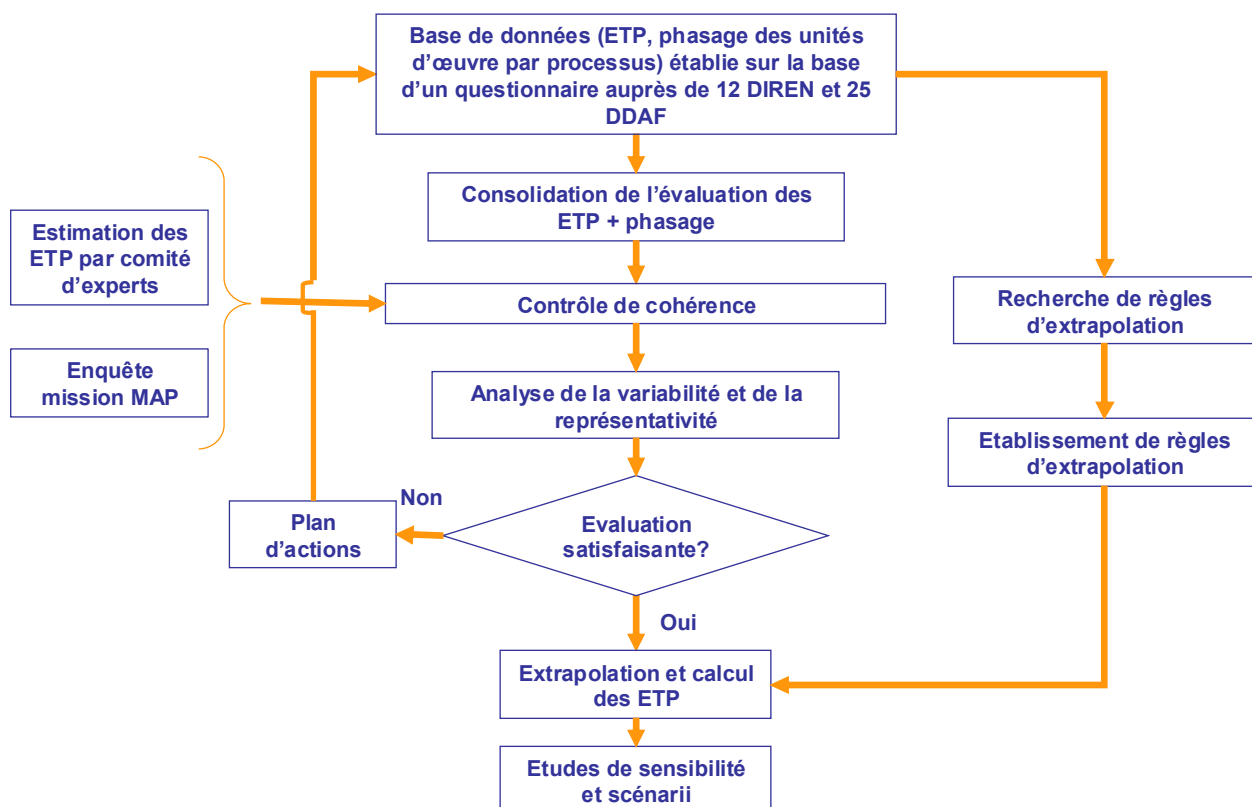 Base de données (ETP, phasage des unités
d’œuvre par processus) établie sur la base
d’un questionnaire auprès de 12 DIREN et 25
DDAF
Consolidation de l’évaluation des
ETP + phasage
Estimation des
ETP par comité
d’experts
Contrôle de cohérence
Recherche de règles
d’extrapolation
Enquête
mission MAP
Analyse de la variabilité et de la
représentativité
Etablissement de règles
d’extrapolation
Non
Plan
d’actions
Evaluation
satisfaisante?
Oui
Extrapolation et calcul
des ETP
Etudes de sensibilité
et scénarii